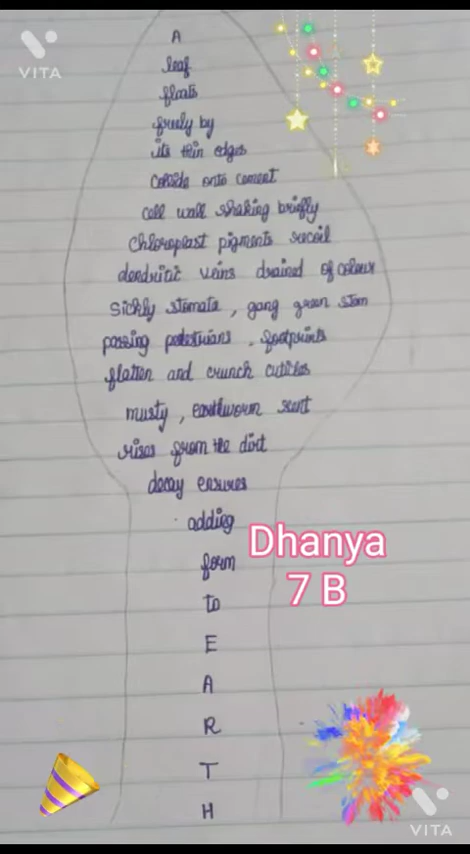 VITA
A
leaf
floats
freely by
its thin edges
Collide onto cement
cell wall shaking briefly
Chloroplast pigments recoil
dendritic veins drained of colour
Sickly stomata, gang green stem
passing pedestrians, footprints
flatten and crunch cuticles
musty, earthworm scent
rises from the dirt
decay ensures
adding
form
to
E
A
R
T
H
Dhanya
7 B
VITA